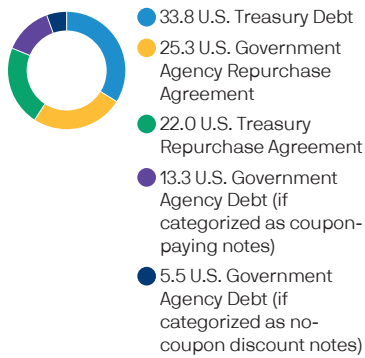 33.8 U.S. Treasury Debt
25.3 U.S. Government
Agency Repurchase
Agreement
22.0 U.S. Treasury
Repurchase Agreement
13.3 U.S. Government
Agency Debt (if
categorized as coupon-
paying notes)
5.5 U.S. Government
Agency Debt (if
categorized as no-
coupon discount notes)